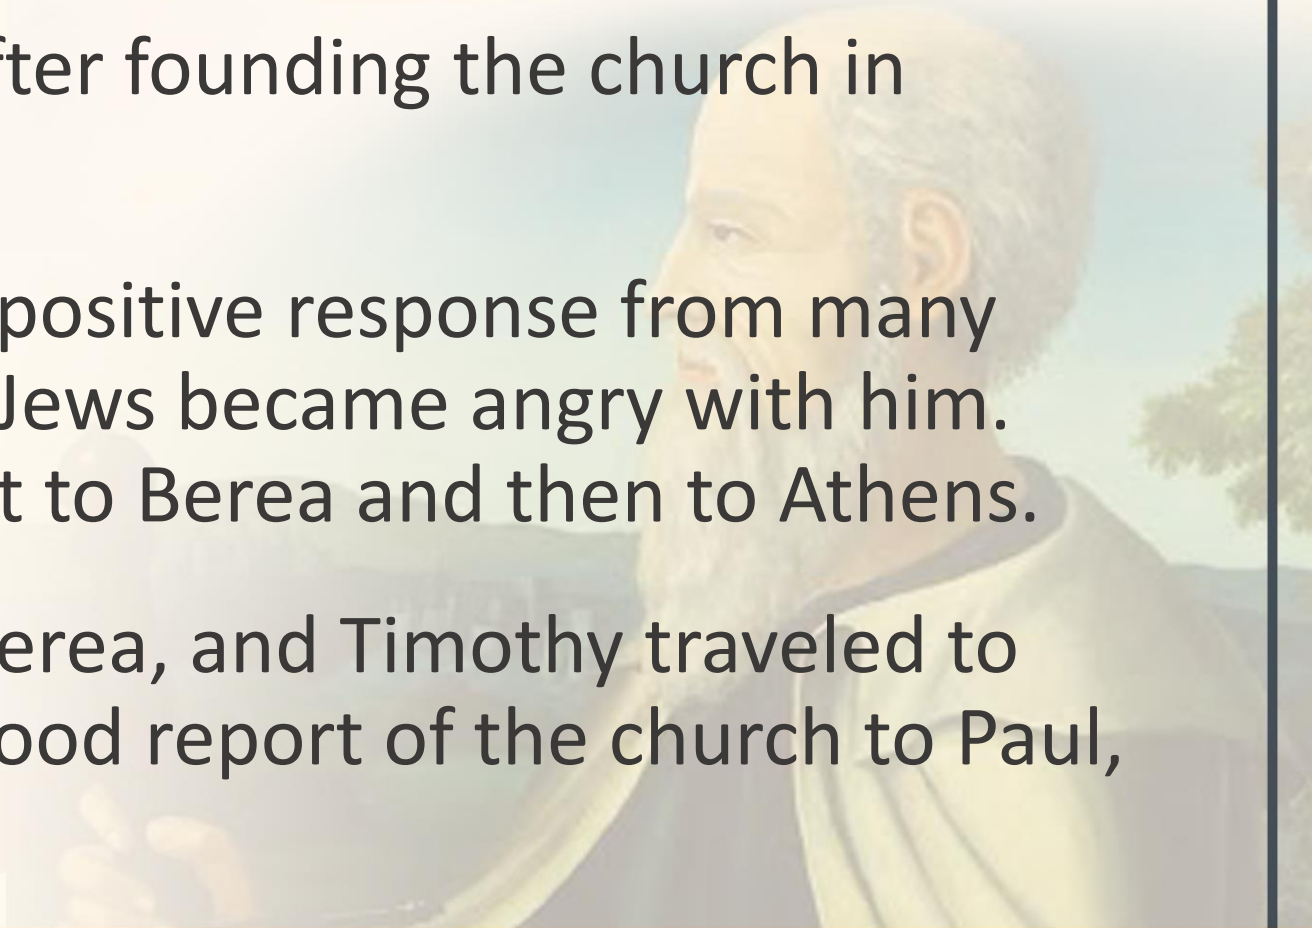 fter founding the church in
positive response from many
Jews became angry with him.
t to Berea and then to Athens.
erea, and Timothy traveled to
ood report of the church to Paul,